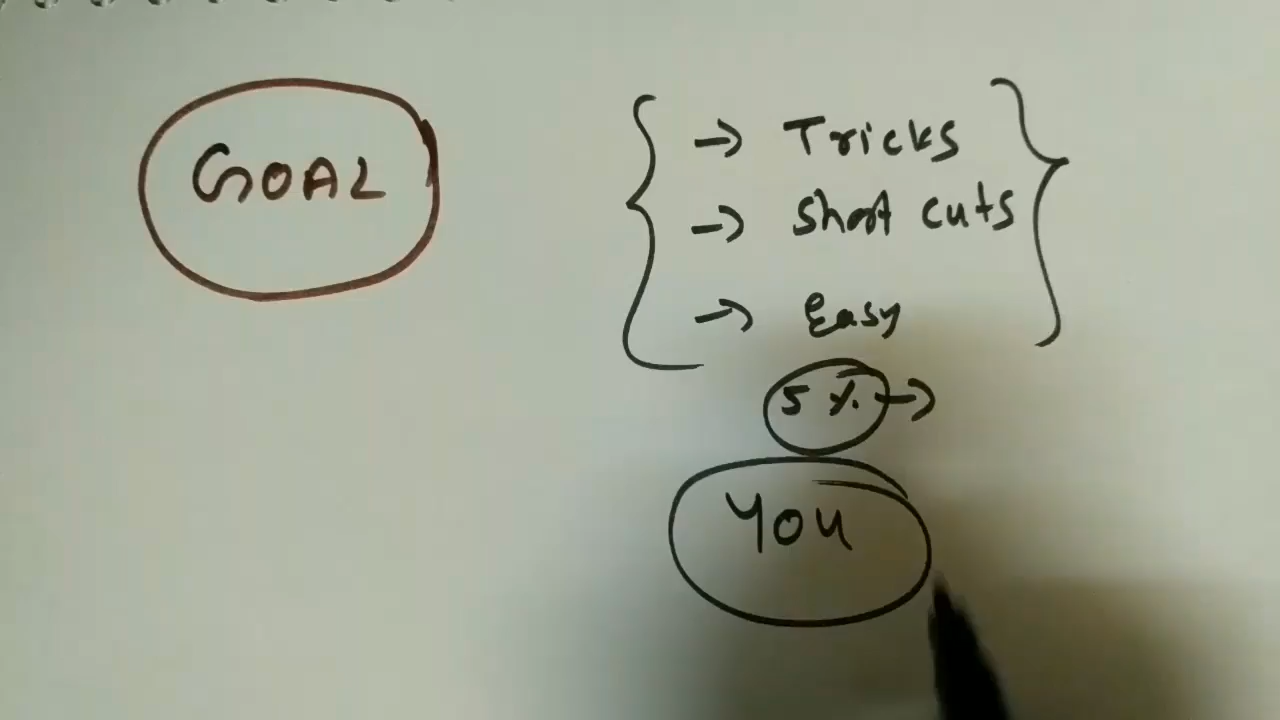 GOAL
→ Tricks
→ Short cuts
→ Easy
5 % →
YOU